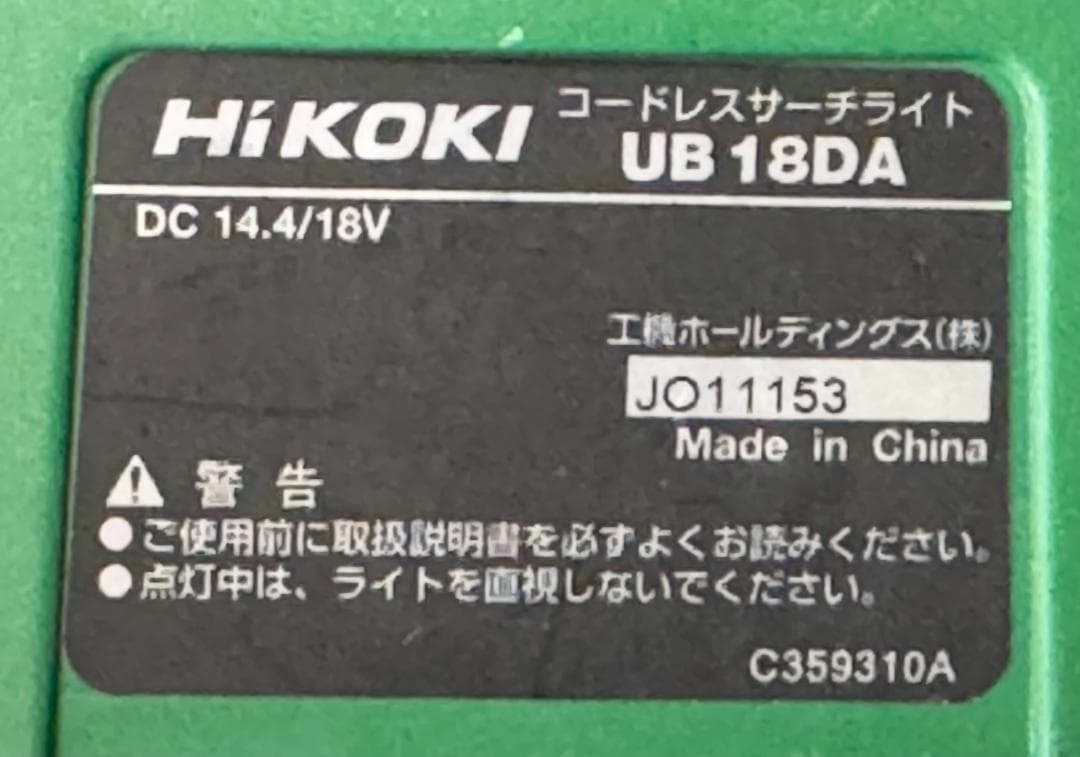 HiKOKI コードレスサーチライト
UB 18DA
DC 14.4/18V
工機ホールディングス(株)
JO11153
Made in China
⚠ 警告
●ご使用前に取扱説明書を必ずよくお読みください。
●点灯中は、ライトを直視しないでください。
C359310A